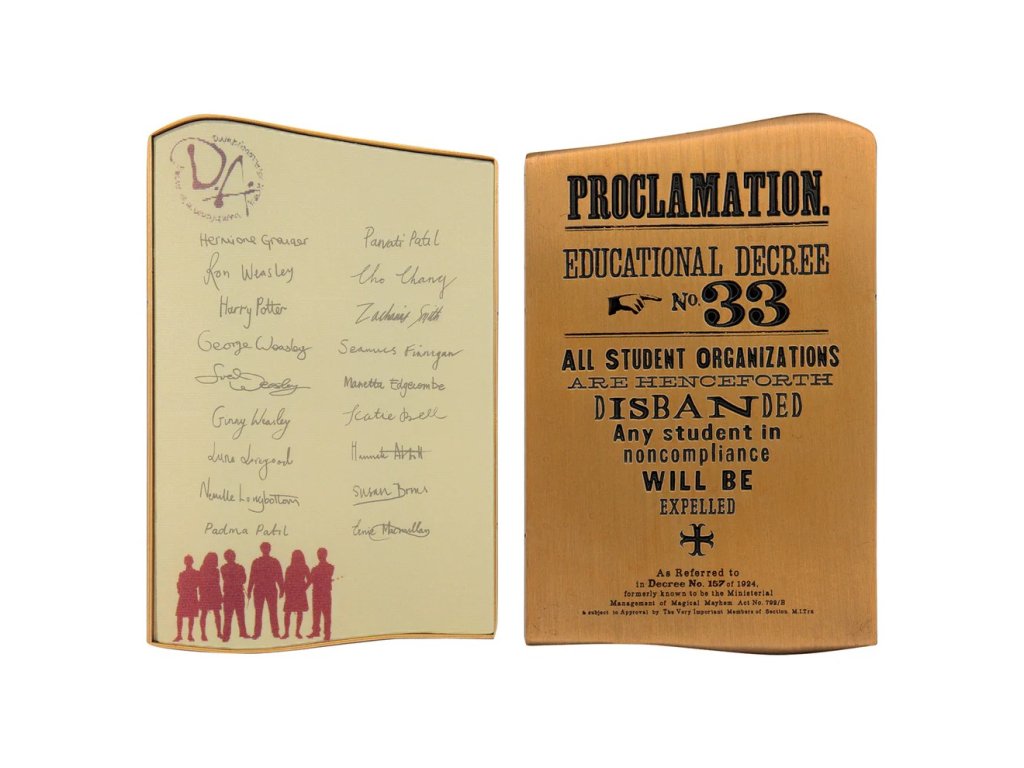 D.A.
Hermione Granger
Ron Weasley
Harry Potter
George Weasley
Fred Weasley
Ginny Weasley
Luna Lovegood
Neville Longbottom
Padma Patil
Parvati Patil
Cho Chang
Zacharias Smith
Seamus Finnigan
Marietta Edgecombe
Katie Bell
Hannah Abbott
Susan Bones
Ernie Macmillan
PROCLAMATION.
EDUCATIONAL DECREE
No. 33
ALL STUDENT ORGANIZATIONS
ARE HENCEFORTH
DISBANDED
Any student in
noncompliance
WILL BE
EXPELLED
As Referred to
in Decree No. 157 of 1924,
formerly known to be the Ministerial
Management of Magical Mayhem Act No. 792/B
& subject to Approval by The Very Important Members of Section. M.I.Tra